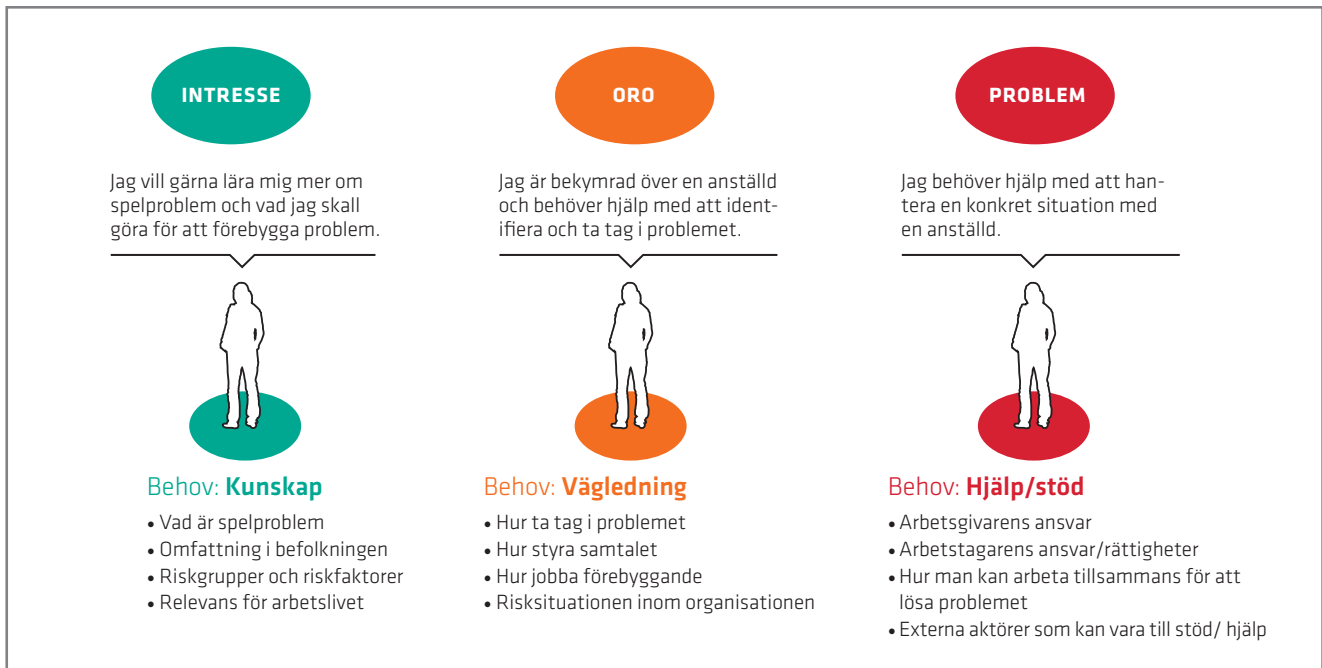 INTRESSE
Jag vill gärna lära mig mer om
spelproblem och vad jag skall
göra för att förebygga problem.
Behov: Kunskap
• Vad är spelproblem
• Omfattning i befolkningen
• Riskgrupper och riskfaktorer
• Relevans för arbetslivet
ORO
Jag är bekymrad över en anställd
och behöver hjälp med att ident-
ifiera och ta tag i problemet.
Behov: Vägledning
• Hur ta tag i problemet
• Hur styra samtalet
• Hur jobba förebyggande
• Risksituationen inom organisationen
PROBLEM
Jag behöver hjälp med att han-
tera en konkret situation med
en anställd.
Behov: Hjälp/stöd
• Arbetsgivarens ansvar
• Arbetstagarens ansvar/rättigheter
• Hur man kan arbeta tillsammans för att
lösa problemet
• Externa aktörer som kan vara till stöd/ hjälp